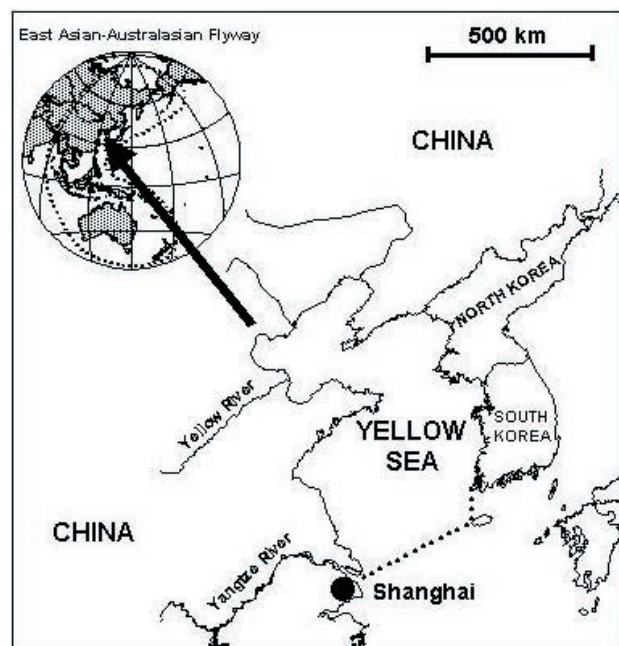 East Asian-Australasian Flyway
500 km
CHINA
NORTH KOREA
Yellow River
YELLOW
SEA
SOUTH
KOREA
CHINA
Yangtze River
Shanghai